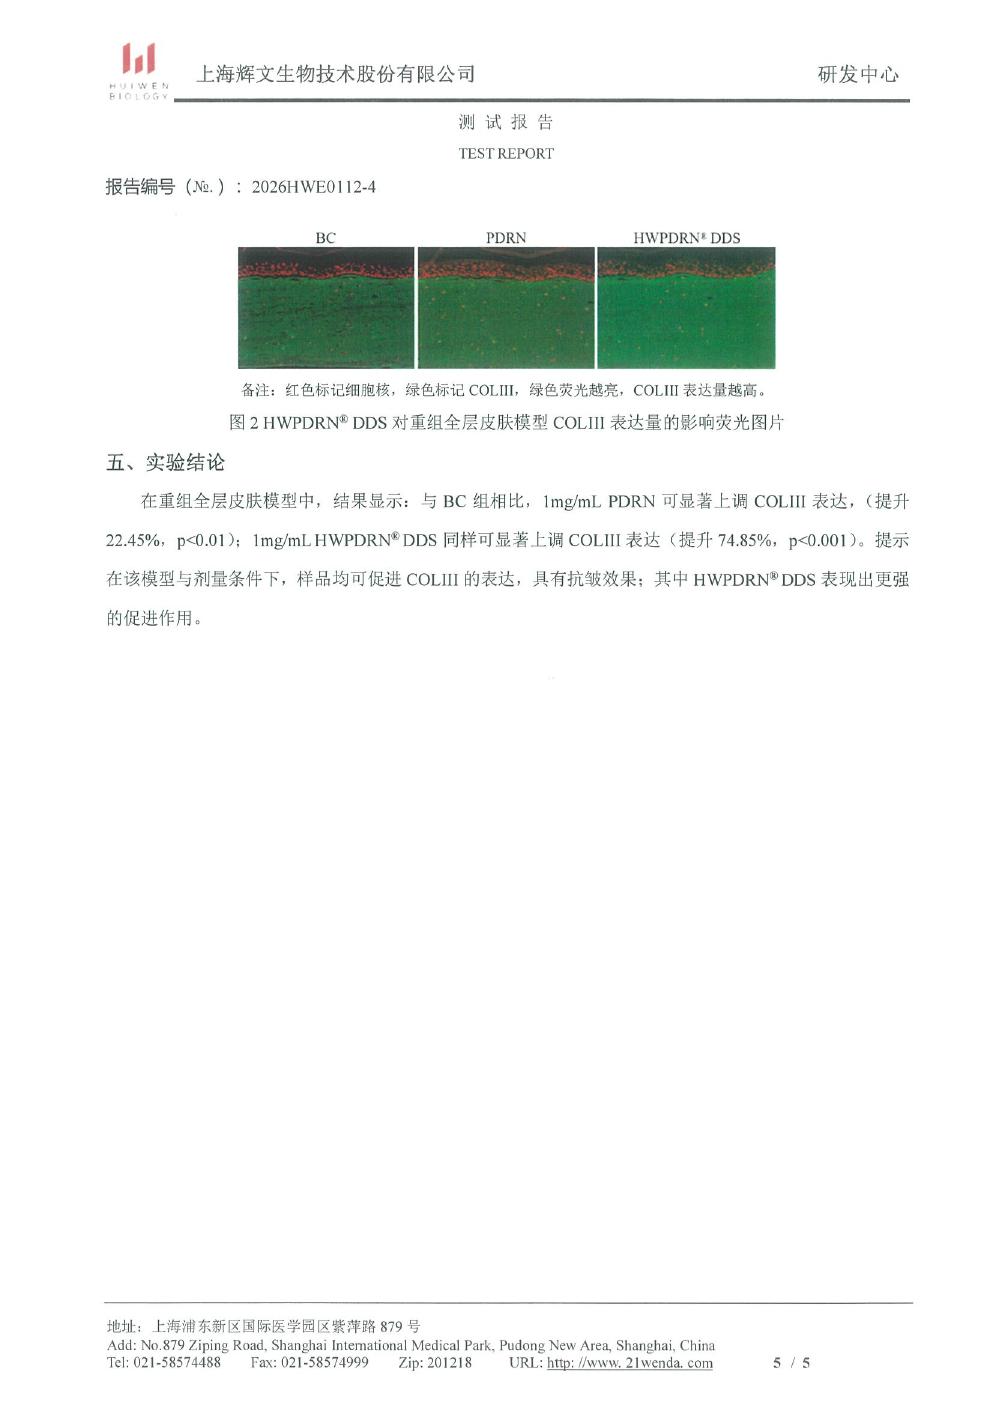 HUIWEN
BIOLOGY
上海辉文生物技术股份有限公司
研发中心
测 试 报 告
TEST REPORT
报告编号（№.）：2026HWE0112-4
BC PDRN HWPDRN® DDS
备注：红色标记细胞核，绿色标记 COLIII，绿色荧光越亮，COLIII 表达量越高。
图 2 HWPDRN® DDS 对重组全层皮肤模型 COLIII 表达量的影响荧光图片
五、实验结论
在重组全层皮肤模型中，结果显示：与 BC 组相比，1mg/mL PDRN 可显著上调 COLIII 表达，（提升
22.45%，p<0.01）；1mg/mL HWPDRN® DDS 同样可显著上调 COLIII 表达（提升 74.85%，p<0.001）。提示
在该模型与剂量条件下，样品均可促进 COLIII 的表达，具有抗皱效果；其中 HWPDRN® DDS 表现出更强
的促进作用。
地址：上海浦东新区国际医学园区紫萍路 879 号
Add: No.879 Ziping Road, Shanghai International Medical Park, Pudong New Area, Shanghai, China
Tel: 021-58574488 Fax: 021-58574999 Zip: 201218 URL: http: //www. 21wenda. com 5 / 5